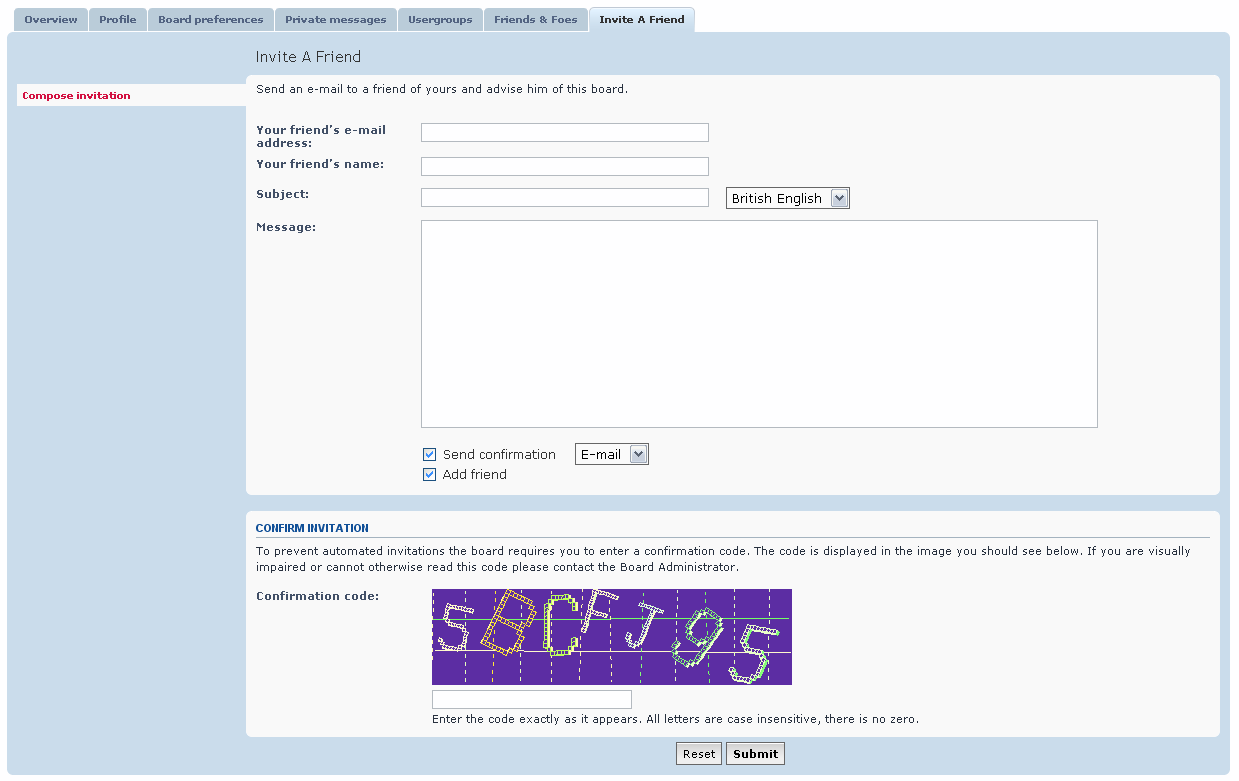 Overview Profile Board preferences Private messages Usergroups Friends & Foes Invite A Friend
Invite A Friend
Compose invitation
Send an e-mail to a friend of yours and advise him of this board.
Your friend's e-mail
address:
Your friend's name:
Subject:
British English
Message:
Send confirmation
E-mail
Add friend
CONFIRM INVITATION
To prevent automated invitations the board requires you to enter a confirmation code. The code is displayed in the image you should see below. If you are visually
impaired or cannot otherwise read this code please contact the Board Administrator.
Confirmation code:
5BCFJ95
Enter the code exactly as it appears. All letters are case insensitive, there is no zero.
Reset Submit